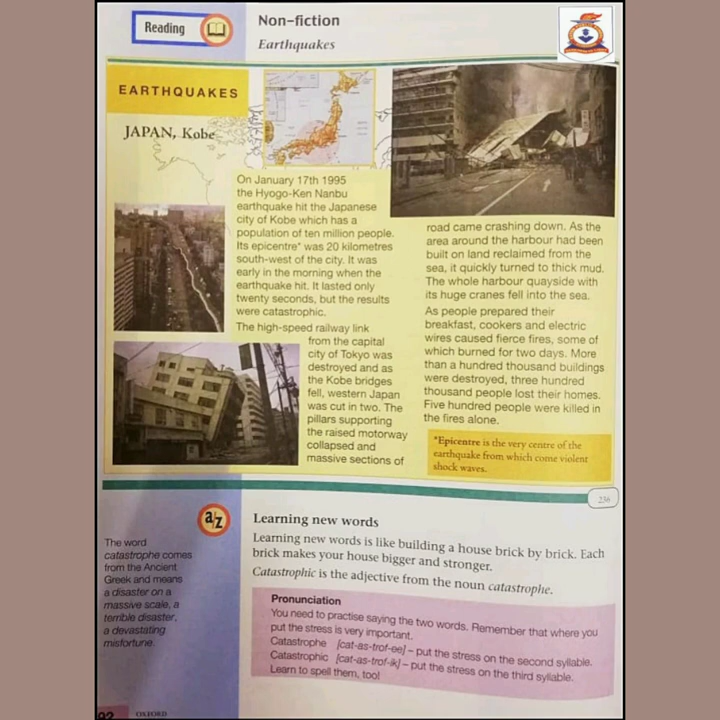 Reading
Non-fiction
Earthquakes
EARTHQUAKES
JAPAN, Kobe
On January 17th 1995
the Hyogo-Ken Nanbu
earthquake hit the Japanese
city of Kobe which has a
population of ten million people.
Its epicentre* was 20 kilometres
south-west of the city. It was
early in the morning when the
earthquake hit. It lasted only
twenty seconds, but the results
were catastrophic.
The high-speed railway link
from the capital
city of Tokyo was
destroyed and as
the Kobe bridges
fell, western Japan
was cut in two. The
pillars supporting
the raised motorway
collapsed and
massive sections of
road came crashing down. As the
area around the harbour had been
built on land reclaimed from the
sea, it quickly turned to thick mud.
The whole harbour quayside with
its huge cranes fell into the sea.
As people prepared their
breakfast, cookers and electric
wires caused fierce fires, some of
which burned for two days. More
than a hundred thousand buildings
were destroyed, three hundred
thousand people lost their homes.
Five hundred people were killed in
the fires alone.
*Epicentre is the very centre of the
earthquake from which come violent
shock waves.
236
a/z
The word
catastrophe comes
from the Ancient
Greek and means
a disaster on a
massive scale, a
terrible disaster,
a devastating
misfortune.
Learning new words
Learning new words is like building a house brick by brick. Each
brick makes your house bigger and stronger.
Catastrophic is the adjective from the noun catastrophe.
Pronunciation
You need to practise saying the two words. Remember that where you
put the stress is very important.
Catastrophe [cat-as-trof-ee] – put the stress on the second syllable.
Catastrophic [cat-as-trof-ik] – put the stress on the third syllable.
Learn to spell them, too!
92
OXFORD